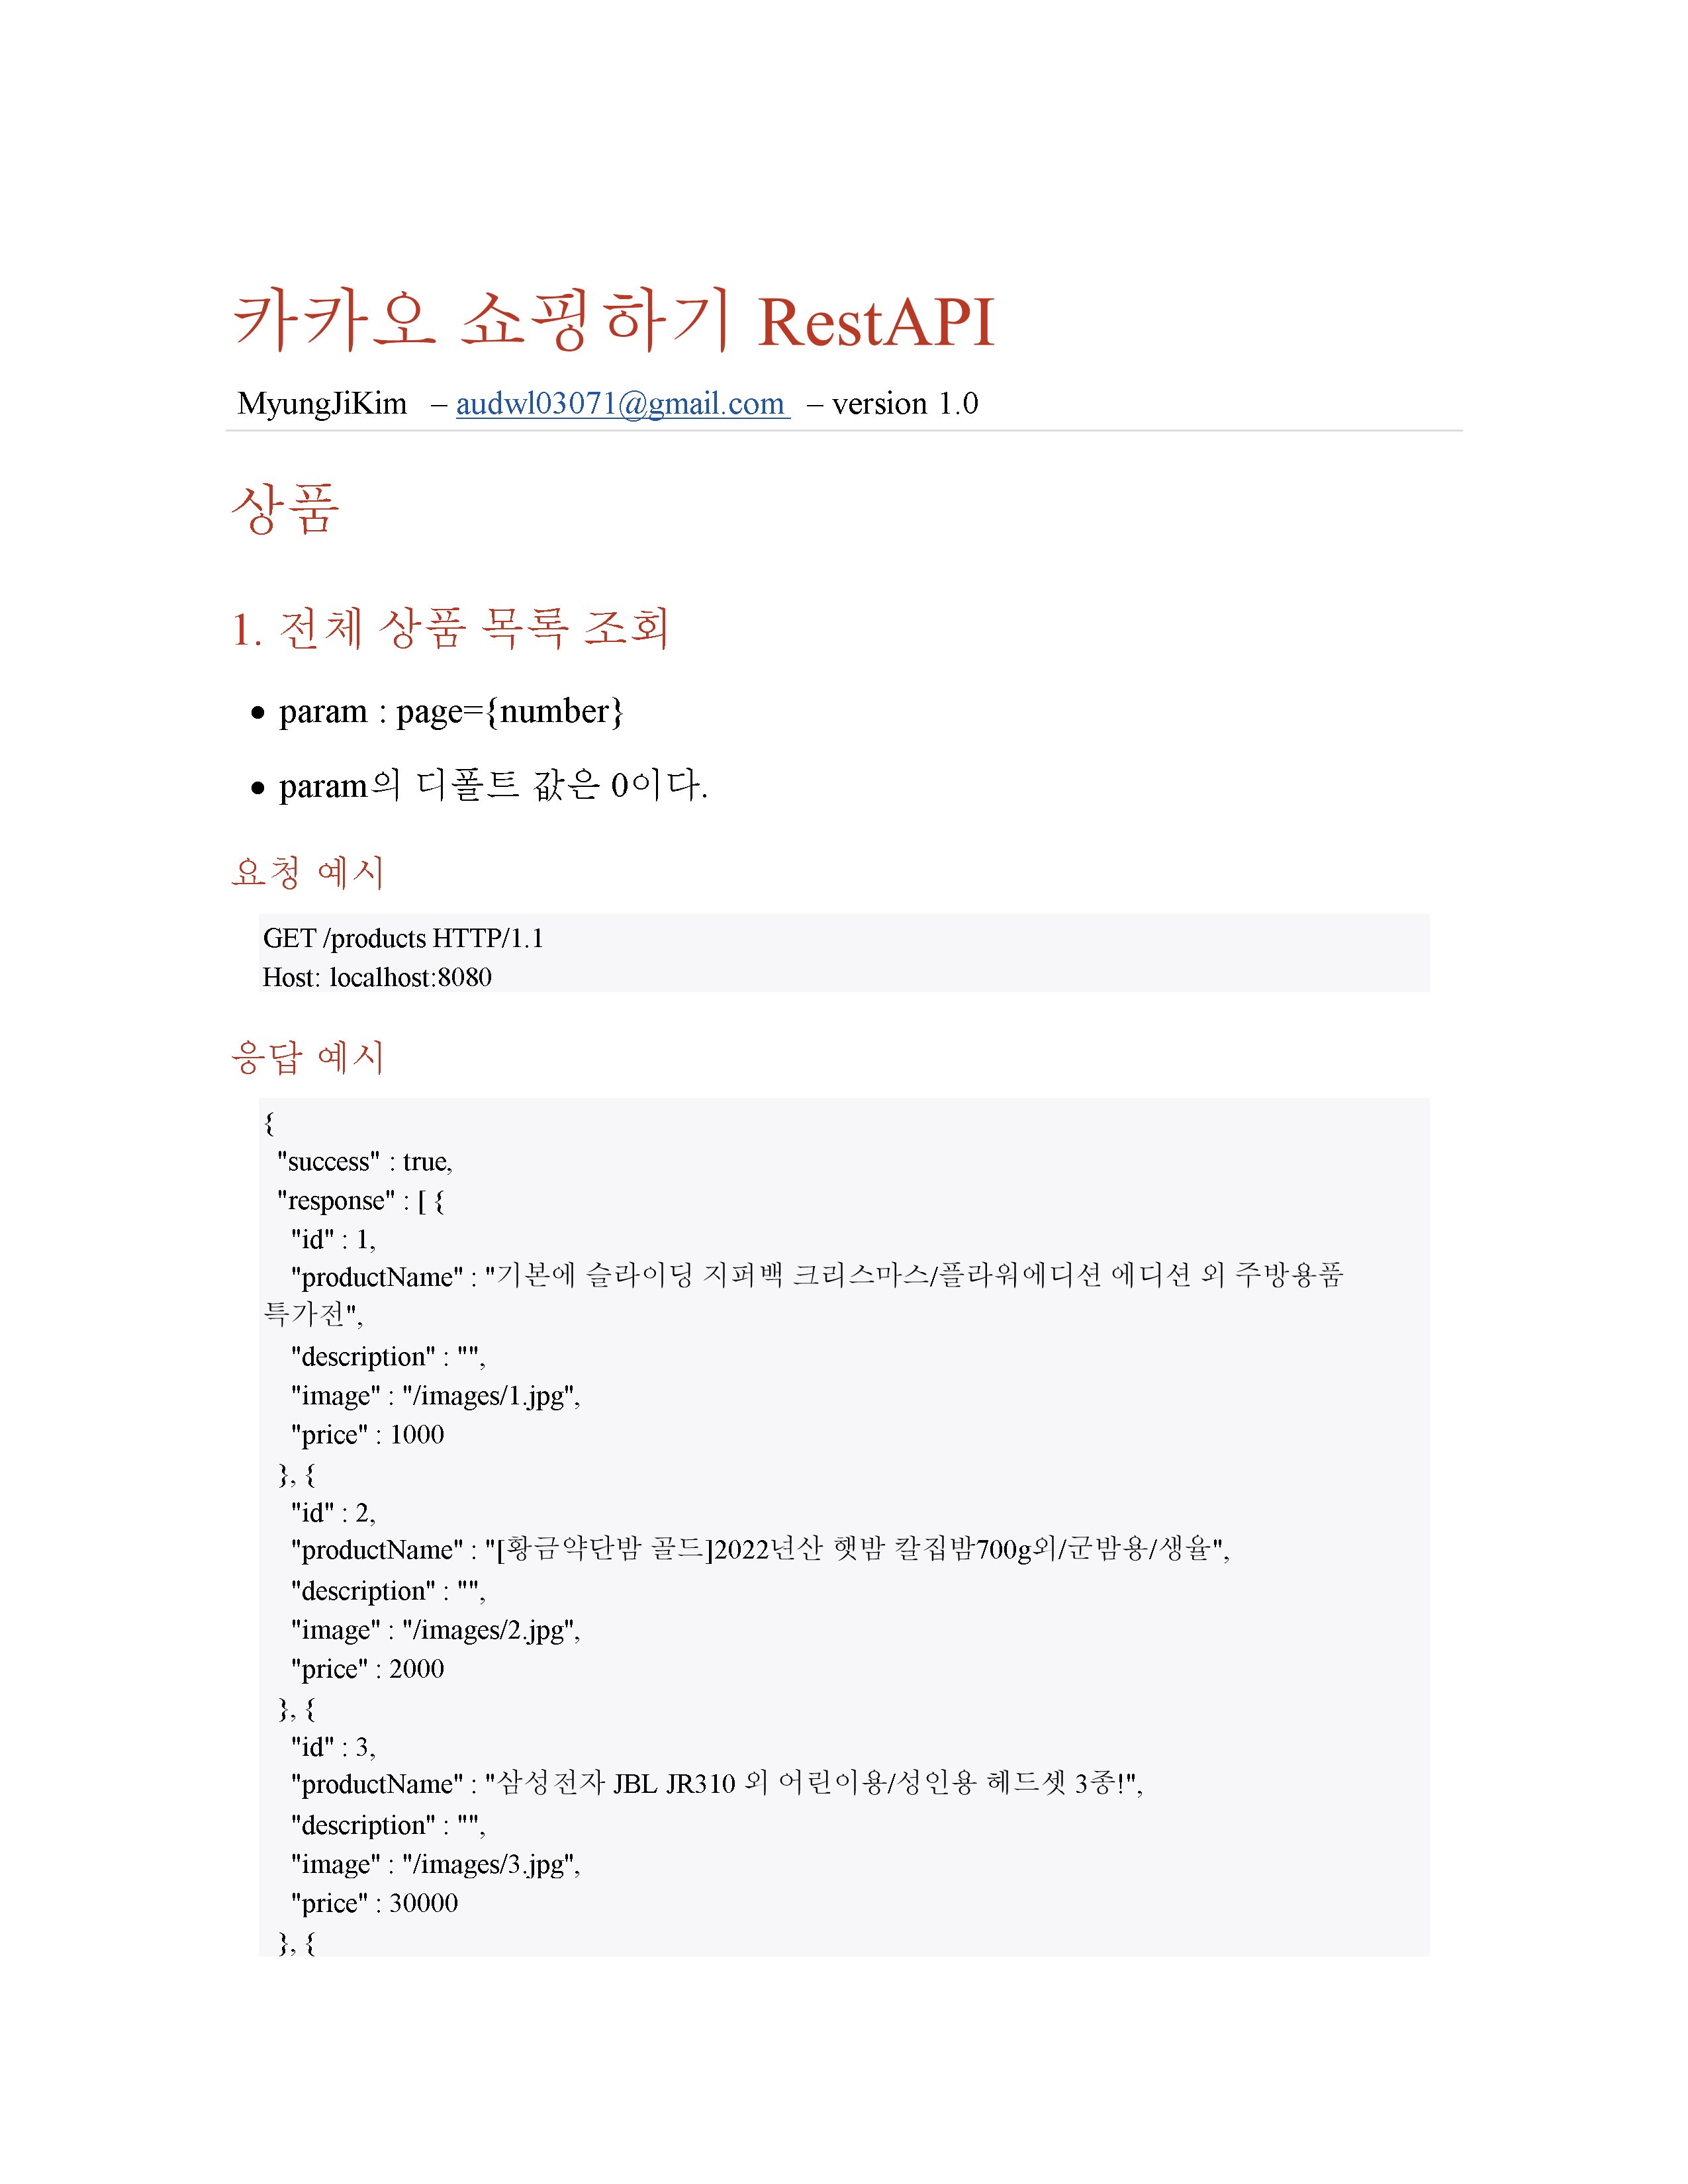 카카오 쇼핑하기 RestAPI
MyungJiKim – audwl03071@gmail.com – version 1.0
상품
1. 전체 상품 목록 조회
• param : page={number}
• param의 디폴트 값은 0이다.
요청 예시
GET /products HTTP/1.1
Host: localhost:8080
응답 예시
{
"success" : true,
"response" : [ {
"id" : 1,
"productName" : "기본에 슬라이딩 지퍼백 크리스마스/플라워에디션 에디션 외 주방용품
특가전",
"description" : "",
"image" : "/images/1.jpg",
"price" : 1000
}, {
"id" : 2,
"productName" : "[황금약단밤 골드]2022년산 햇밤 칼집밤700g외/군밤용/생율",
"description" : "",
"image" : "/images/2.jpg",
"price" : 2000
}, {
"id" : 3,
"productName" : "삼성전자 JBL JR310 외 어린이용/성인용 헤드셋 3종!",
"description" : "",
"image" : "/images/3.jpg",
"price" : 30000
}, {